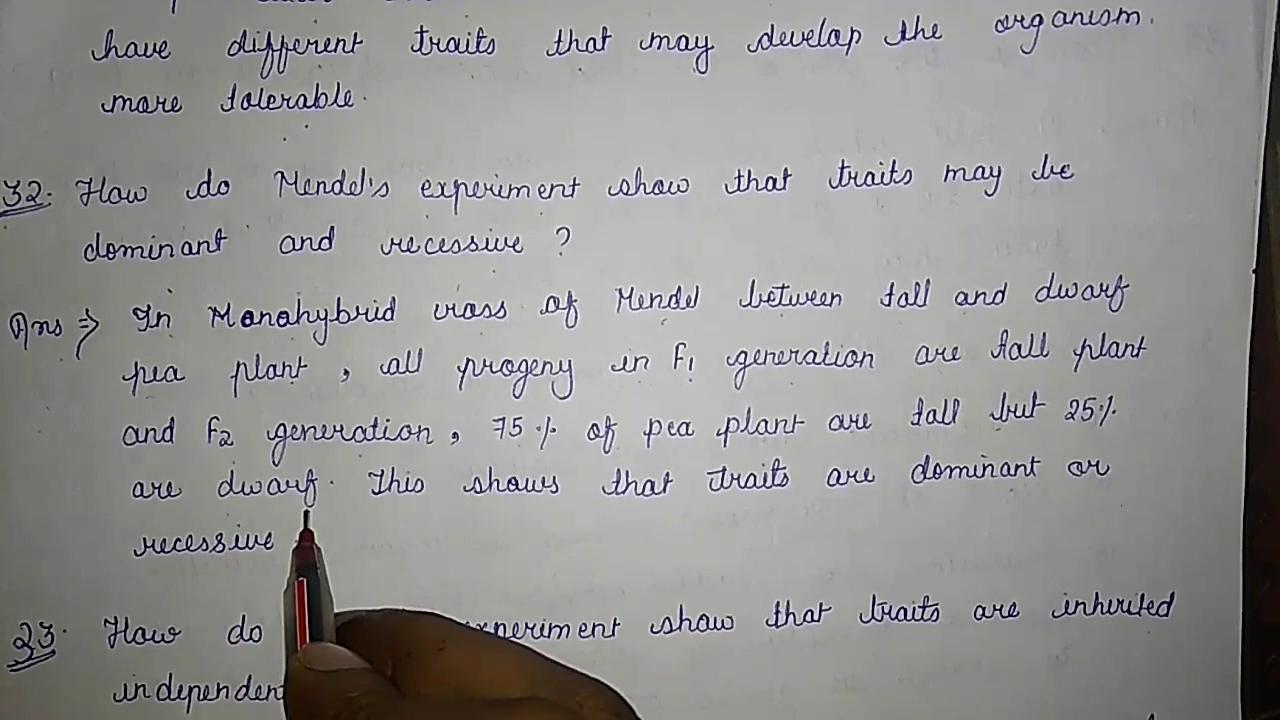 have different traits that may develop the organism.
more tolerable.
32. How do Mendel's experiment show that traits may be
dominant and recessive ?
Ans ⇒ In Monohybrid cross of Mendel between tall and dwarf
pea plant , all progeny in F1 generation are tall plant
and F2 generation , 75 % of pea plant are tall but 25%
are dwarf. This shows that traits are dominant or
recessive
23. How do experiment show that traits are inherited